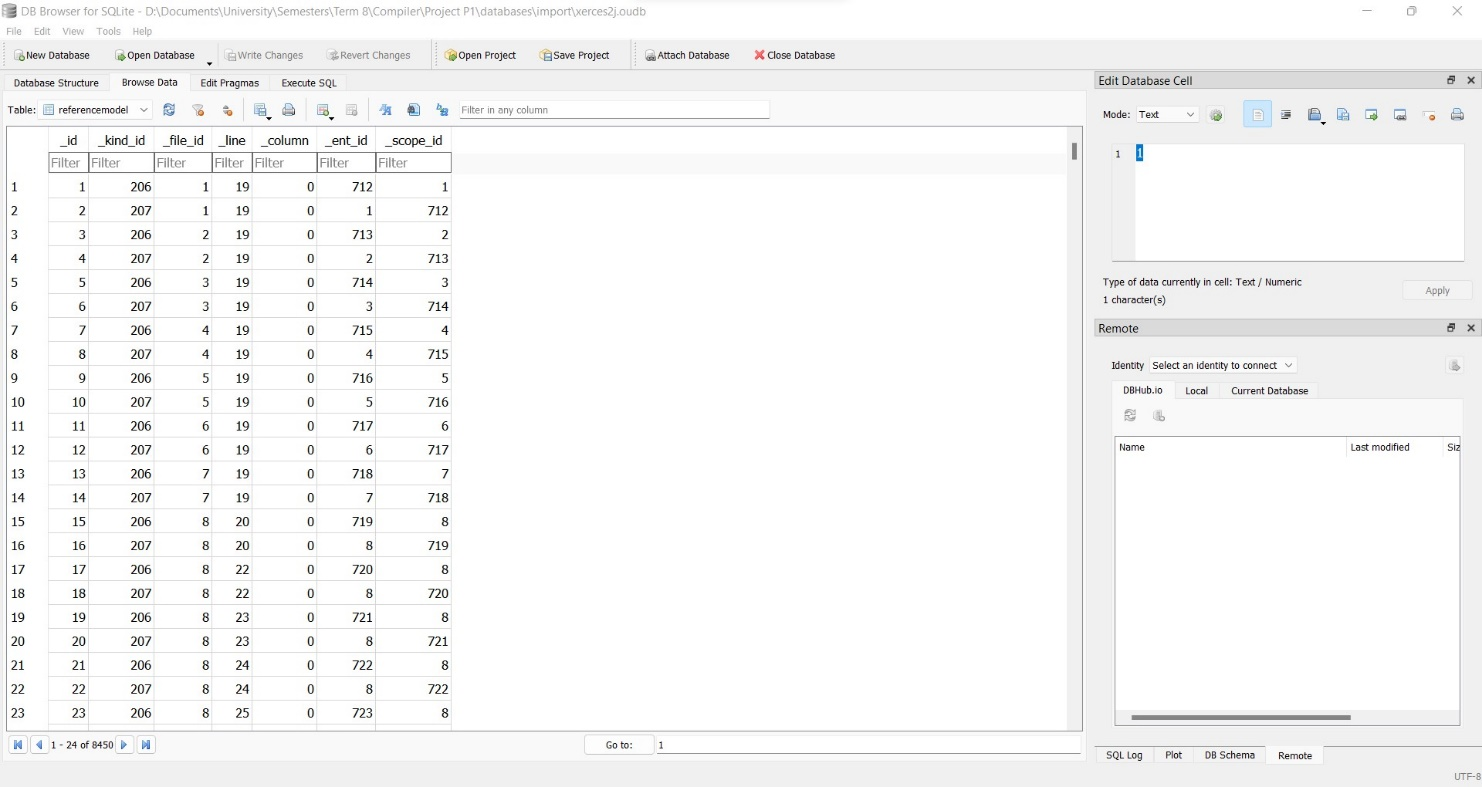 DB Browser for SQLite - D:\Documents\University\Semesters\Term 8\Compiler\Project P1\databases\import\xerces2j.oudb
File Edit View Tools Help
New Database Open Database Write Changes Revert Changes Open Project Save Project Attach Database Close Database
Database Structure Browse Data Edit Pragmas Execute SQL
Table: referencemodel Filter in any column
_id _kind_id _file_id _line _column _ent_id _scope_id
Filter Filter Filter Filter Filter Filter Filter
1 1 206 1 19 0 712 1
2 2 207 1 19 0 1 712
3 3 206 2 19 0 713 2
4 4 207 2 19 0 2 713
5 5 206 3 19 0 714 3
6 6 207 3 19 0 3 714
7 7 206 4 19 0 715 4
8 8 207 4 19 0 4 715
9 9 206 5 19 0 716 5
10 10 207 5 19 0 5 716
11 11 206 6 19 0 717 6
12 12 207 6 19 0 6 717
13 13 206 7 19 0 718 7
14 14 207 7 19 0 7 718
15 15 206 8 20 0 719 8
16 16 207 8 20 0 8 719
17 17 206 8 22 0 720 8
18 18 207 8 22 0 8 720
19 19 206 8 23 0 721 8
20 20 207 8 23 0 8 721
21 21 206 8 24 0 722 8
22 22 207 8 24 0 8 722
23 23 206 8 25 0 723 8
1 - 24 of 8450 Go to: 1
Edit Database Cell
Mode: Text
1 1
Type of data currently in cell: Text / Numeric
1 character(s)
Apply
Remote
Identity Select an identity to connect
DBHub.io Local Current Database
Name Last modified Siz
SQL Log Plot DB Schema Remote
UTF-8